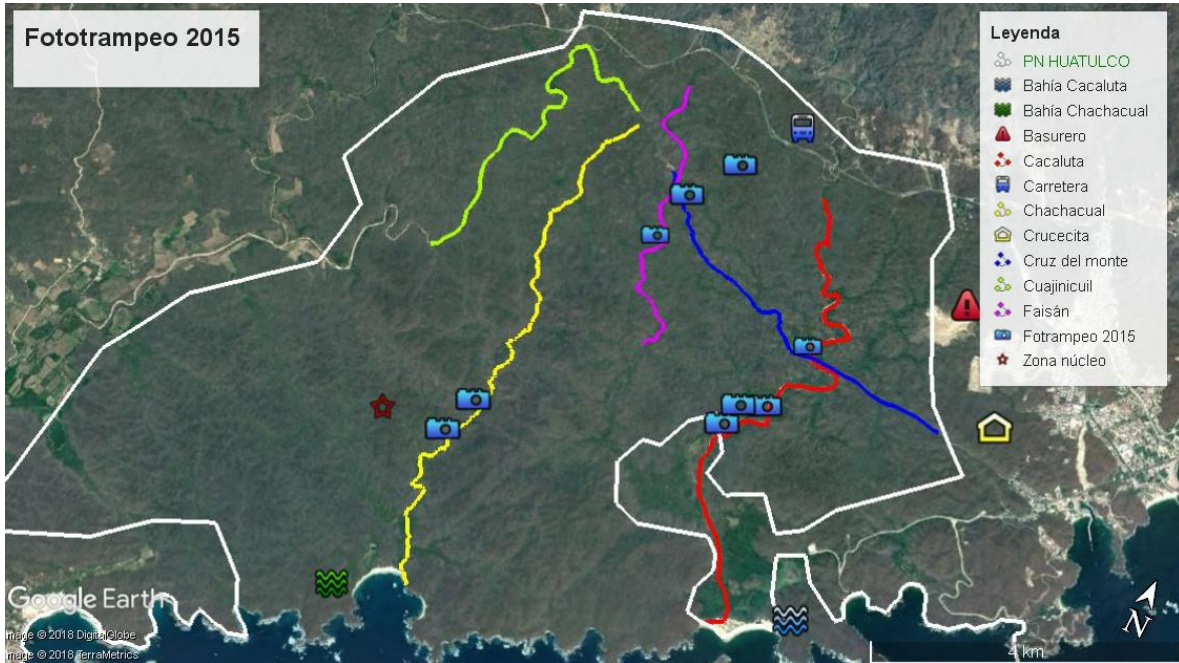 Fototrampeo 2015
Leyenda
PN HUATULCO
Bahía Cacaluta
Bahía Chachacual
Basurero
Cacaluta
Carretera
Chachacual
Crucecita
Cruz del monte
Cuajinicuil
Faisán
Fotrampeo 2015
Zona núcleo
Google Earth
Image © 2018 DigitalGlobe
Image © 2018 TerraMetrics
N
4 km